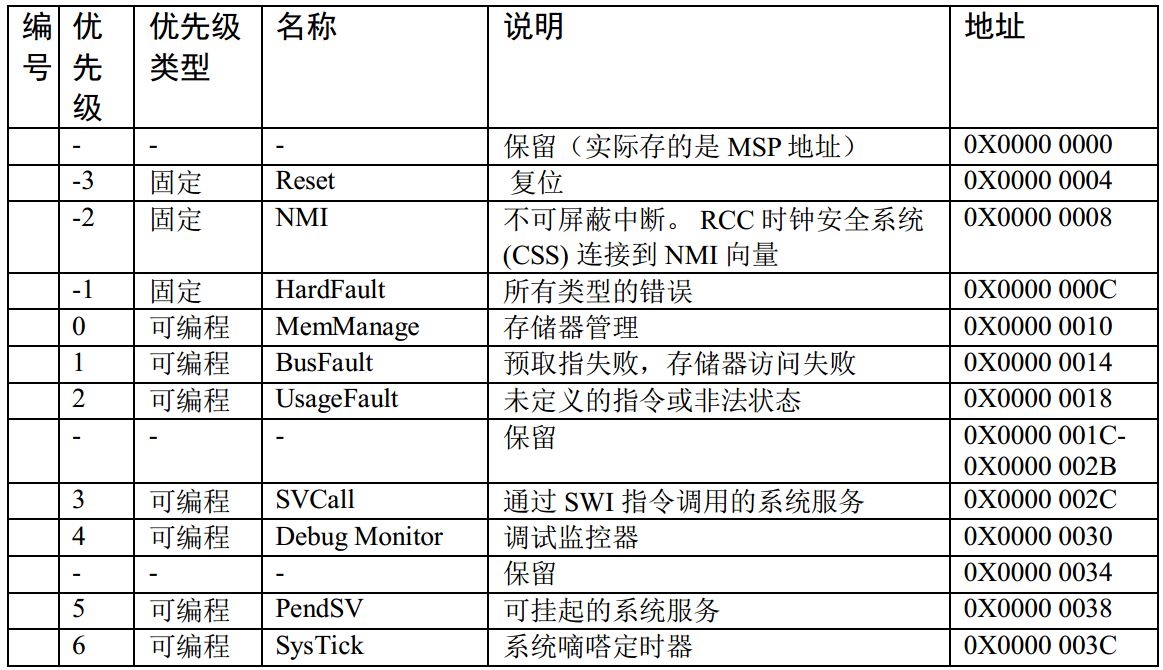 编号 优先级 优先级类型 名称 说明 地址
- - - 保留（实际存的是 MSP 地址） 0X0000 0000
-3 固定 Reset 复位 0X0000 0004
-2 固定 NMI 不可屏蔽中断。 RCC 时钟安全系统
(CSS) 连接到 NMI 向量 0X0000 0008
-1 固定 HardFault 所有类型的错误 0X0000 000C
0 可编程 MemManage 存储器管理 0X0000 0010
1 可编程 BusFault 预取指失败，存储器访问失败 0X0000 0014
2 可编程 UsageFault 未定义的指令或非法状态 0X0000 0018
- - - 保留 0X0000 001C-
0X0000 002B
3 可编程 SVCall 通过 SWI 指令调用的系统服务 0X0000 002C
4 可编程 Debug Monitor 调试监控器 0X0000 0030
- - - 保留 0X0000 0034
5 可编程 PendSV 可挂起的系统服务 0X0000 0038
6 可编程 SysTick 系统嘀嗒定时器 0X0000 003C